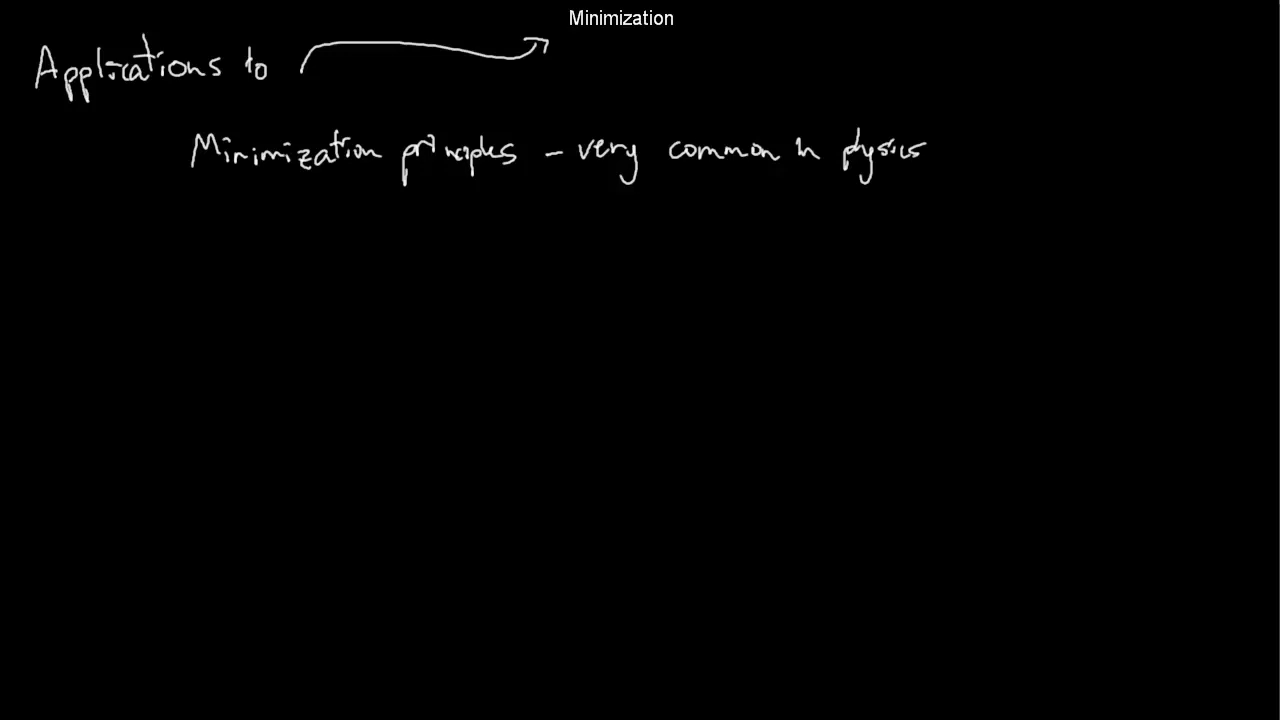 Minimization
Applications to
Minimization principles - very common in physics